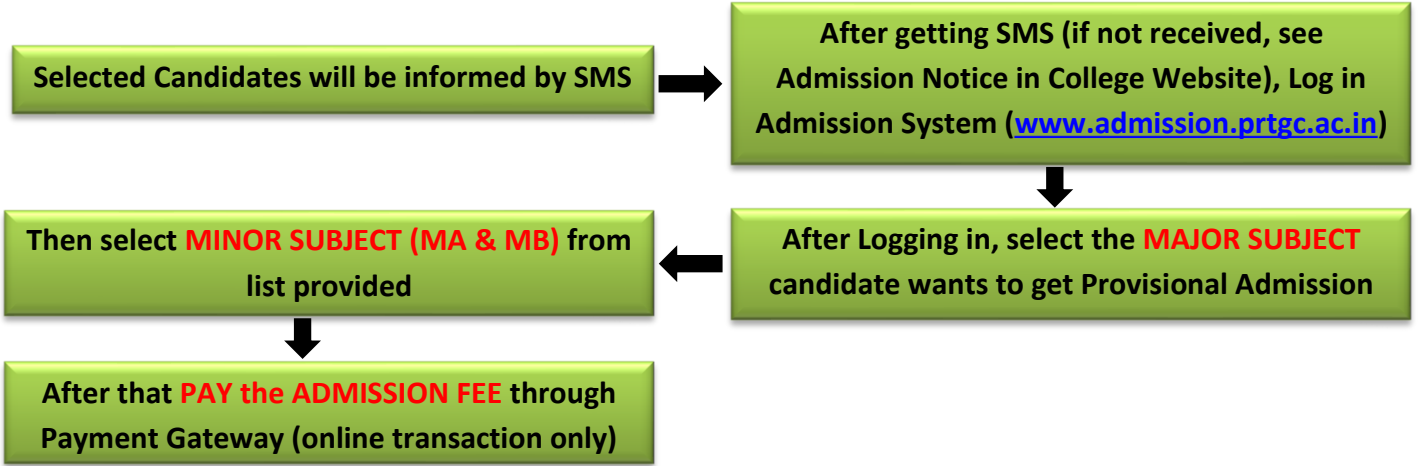 Selected Candidates will be informed by SMS
After getting SMS (if not received, see
Admission Notice in College Website), Log in
Admission System (www.admission.prtgc.ac.in)
After Logging in, select the MAJOR SUBJECT
candidate wants to get Provisional Admission
Then select MINOR SUBJECT (MA & MB) from
list provided
After that PAY the ADMISSION FEE through
Payment Gateway (online transaction only)